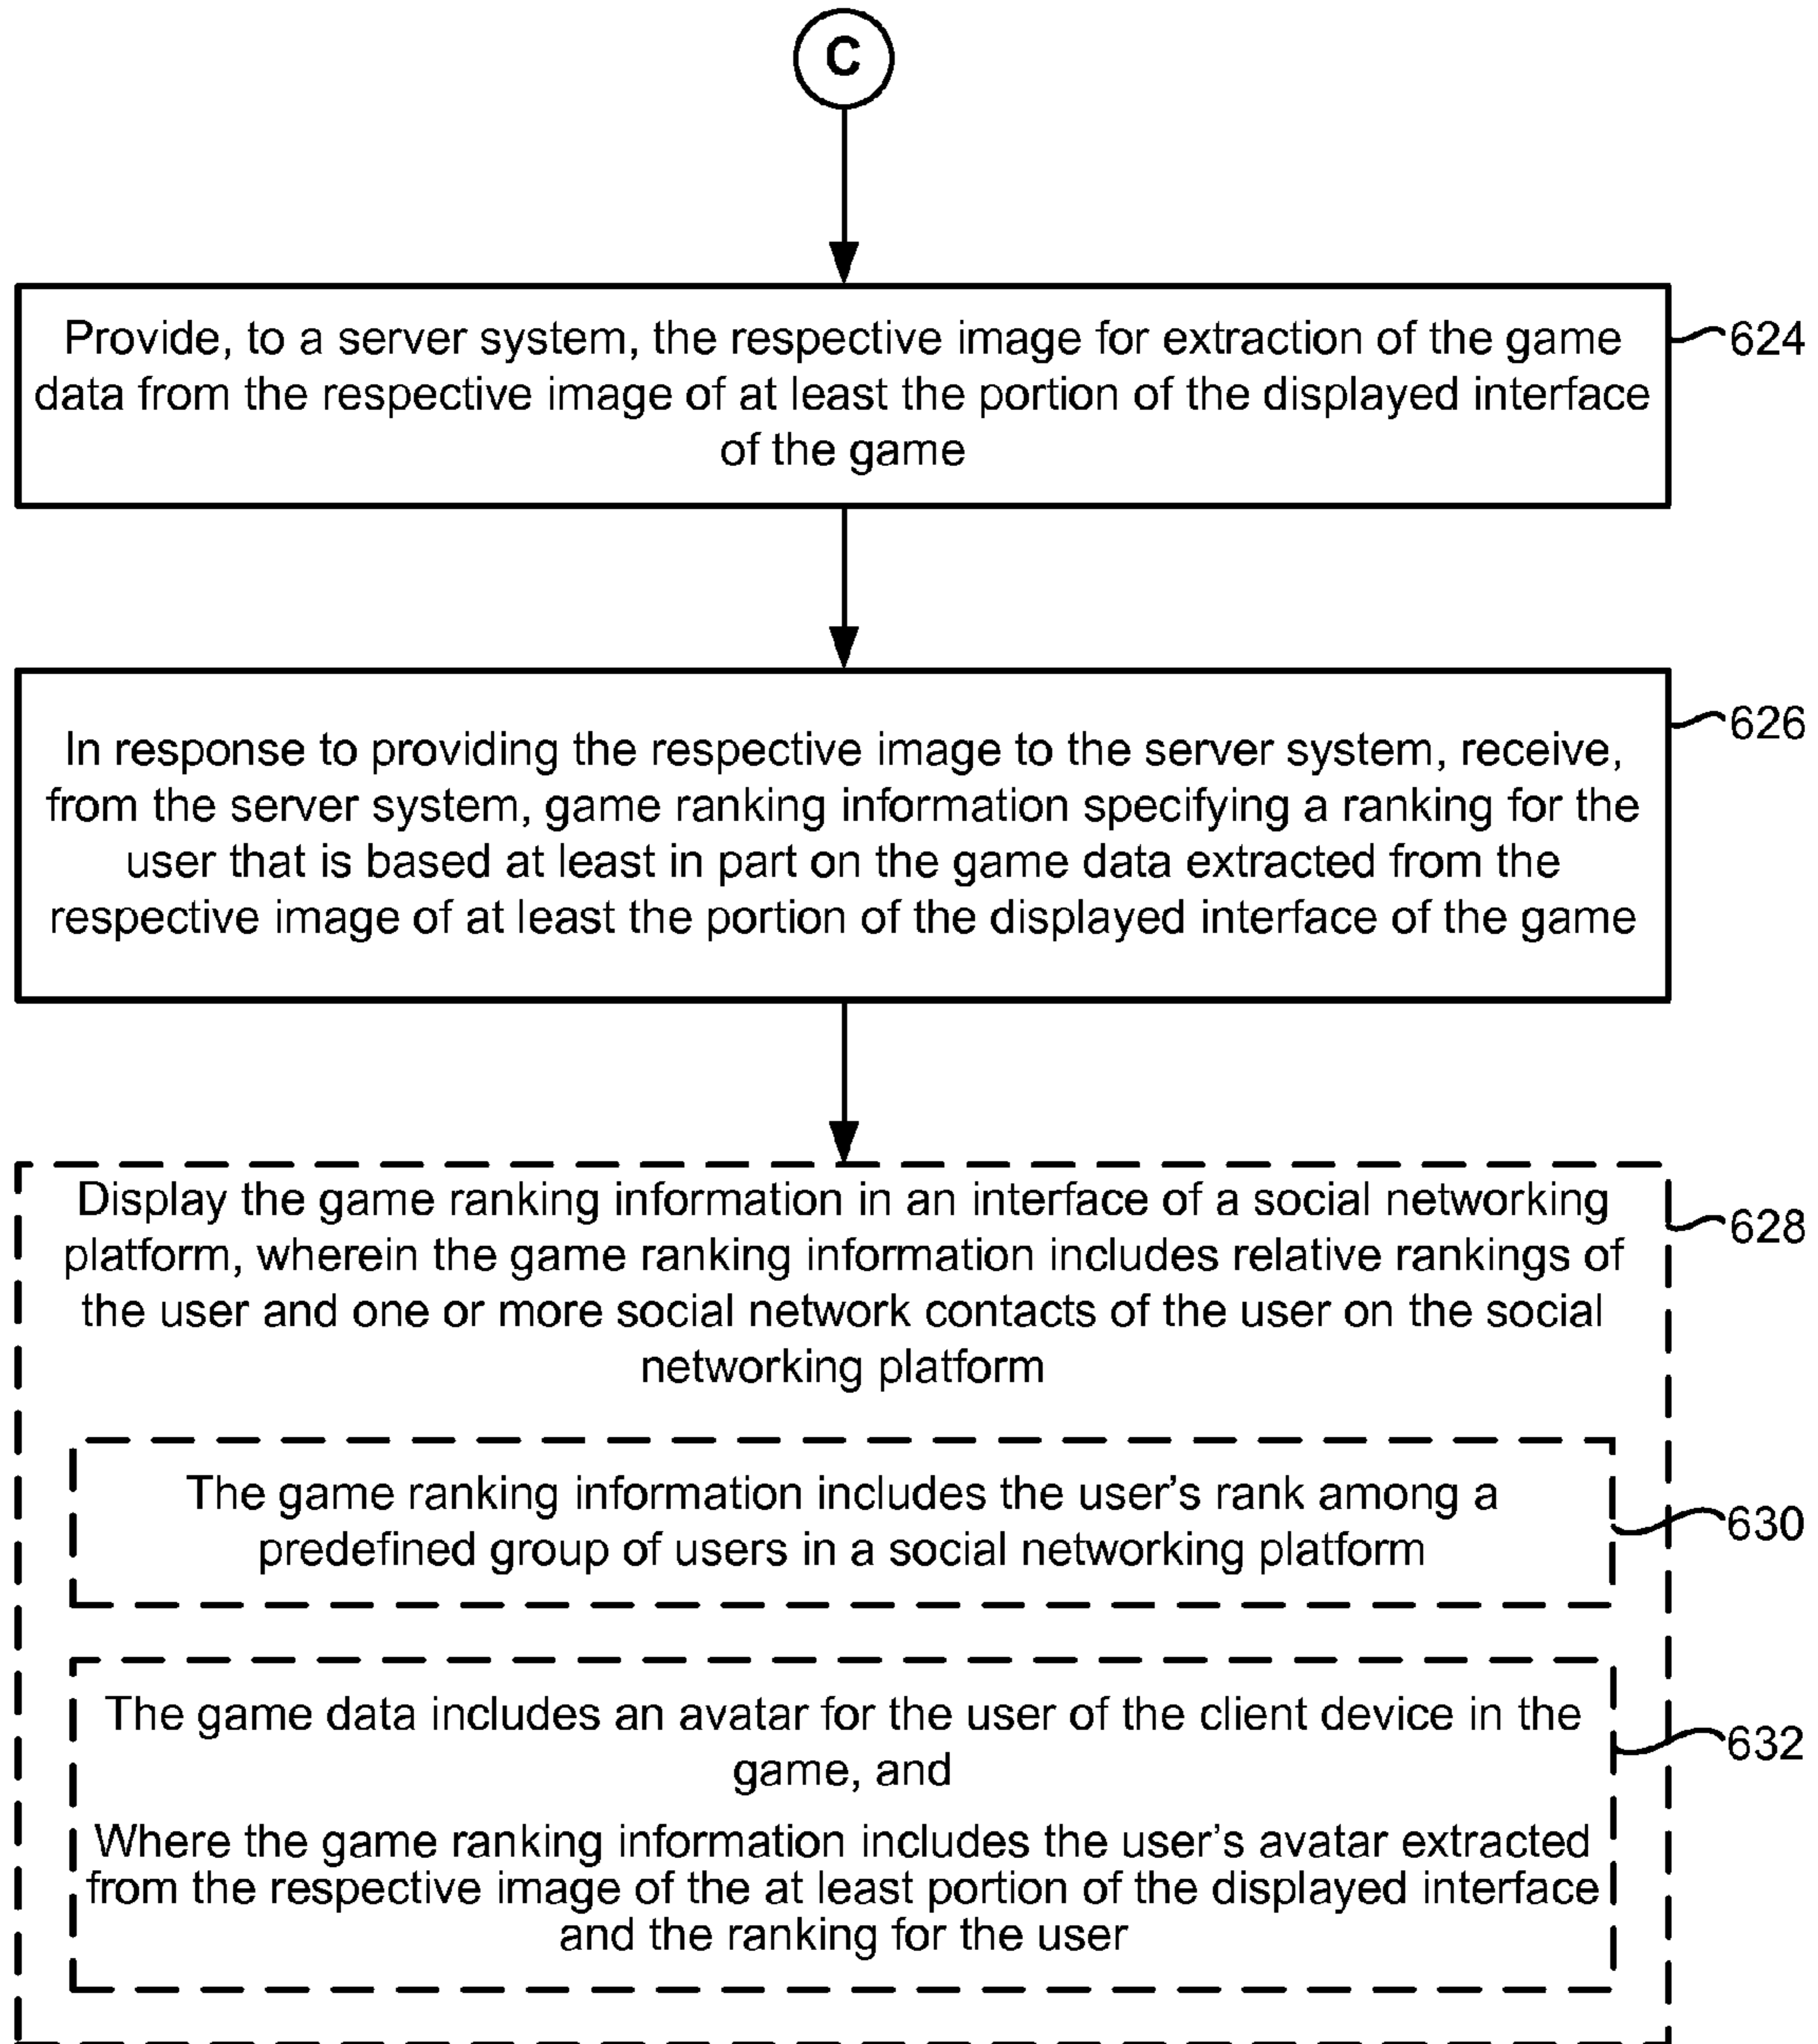 C
Provide, to a server system, the respective image for extraction of the game
data from the respective image of at least the portion of the displayed interface
of the game
624
In response to providing the respective image to the server system, receive,
from the server system, game ranking information specifying a ranking for the
user that is based at least in part on the game data extracted from the
respective image of at least the portion of the displayed interface of the game
626
Display the game ranking information in an interface of a social networking
platform, wherein the game ranking information includes relative rankings of
the user and one or more social network contacts of the user on the social
networking platform
628
The game ranking information includes the user's rank among a
predefined group of users in a social networking platform
630
The game data includes an avatar for the user of the client device in the
game, and
Where the game ranking information includes the user's avatar extracted
from the respective image of the at least portion of the displayed interface
and the ranking for the user
632